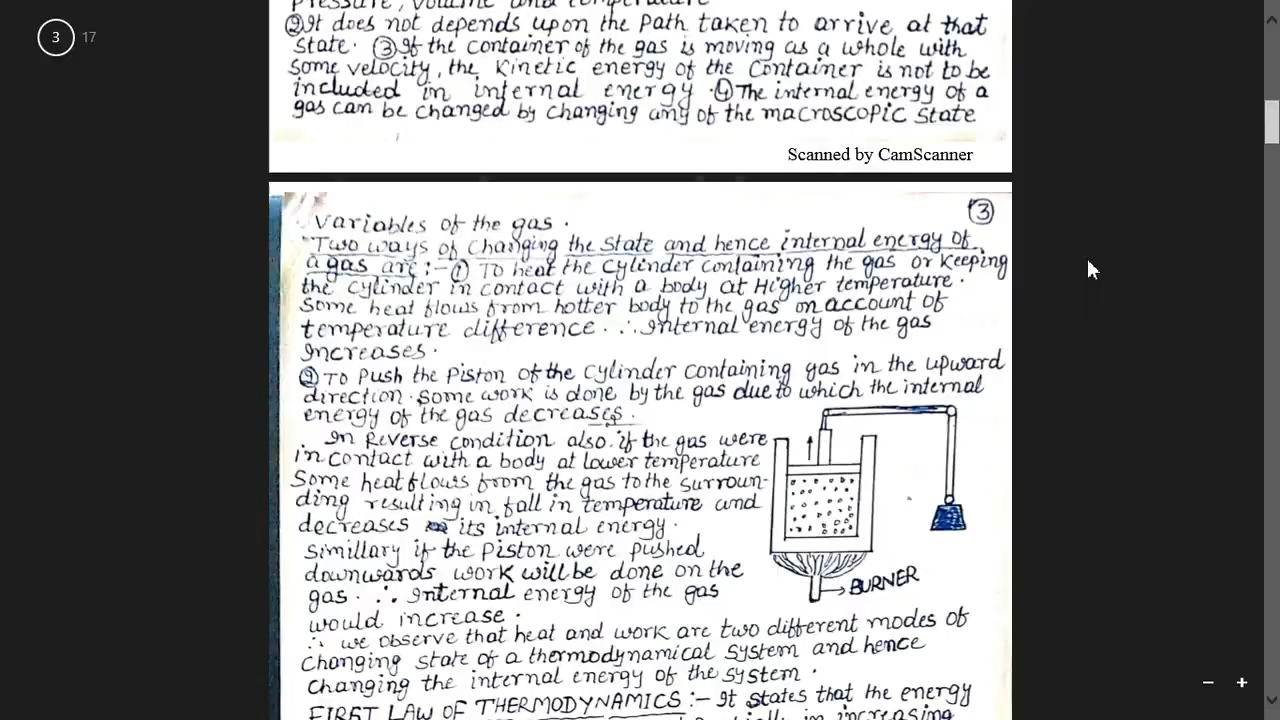 3 17
Pressure, Volume and Temperature
②It does not depends upon the Path taken to arrive at that
State. ③If the container of the gas is moving as a whole with
Some velocity, the Kinetic energy of the Container is not to be
included in internal energy. ④The internal energy of a
gas can be changed by changing any of the macroscopic State
Scanned by CamScanner
③
Variables of the gas.
"Two ways of Changing the State and hence internal energy of
a gas are:-① To heat the Cylinder containing the gas or Keeping
the Cylinder in contact with a body at Higher temperature.
Some heat flows from hotter body to the gas on account of
temperature difference. ∴ Internal energy of the gas
Increases.
② To Push the Piston of the Cylinder containing gas in the upward
direction. Some work is done by the gas due to which the internal
energy of the gas decreases.
In Reverse condition also. if the gas were
in contact with a body at lower temperature
Some heat flows from the gas to the surroun-
ding resulting in fall in temperature and
decreases its internal energy.
Simillary if the Piston were pushed
downwards work will be done on the
gas. ∴ Internal energy of the gas
would increase.
→ BURNER
∴ we observe that heat and work are two different modes of
Changing state of a thermodynamical System and hence
Changing the internal energy of the system.
FIRST LAW OF THERMODYNAMICS:- It states that the energy
in increasing